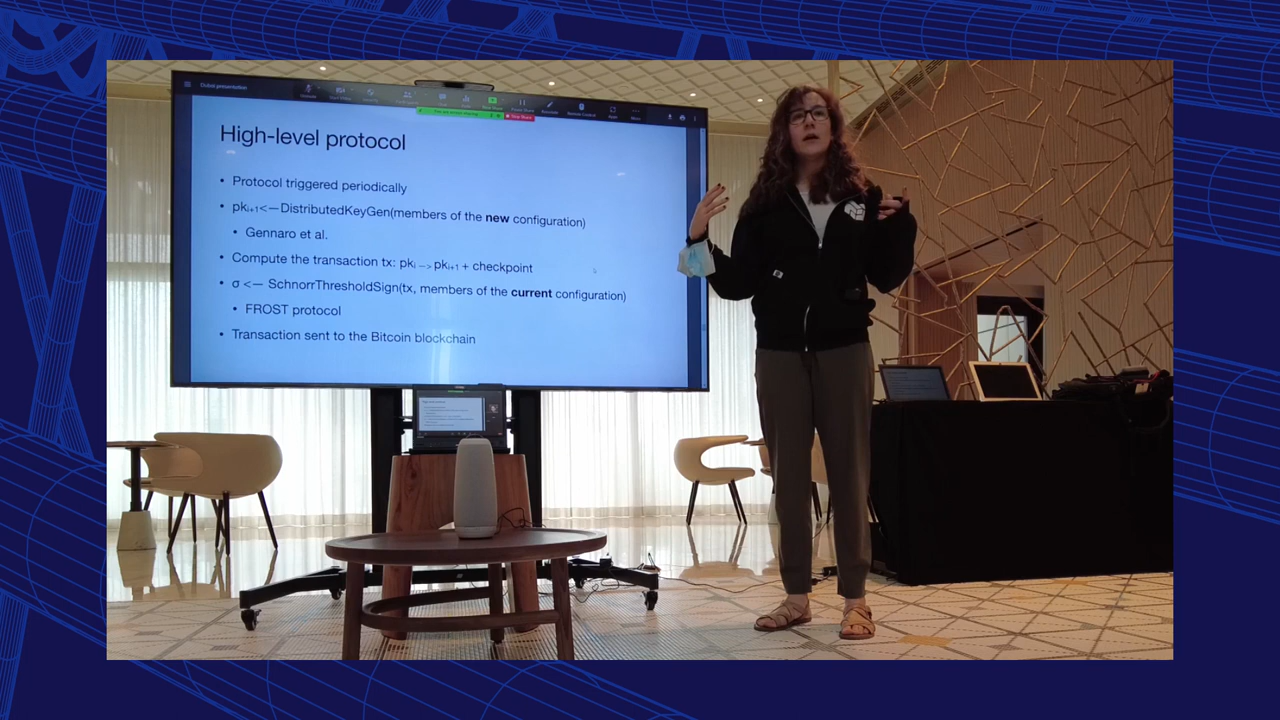 Dubai presentation
High-level protocol
• Protocol triggered periodically
• pkᵢ₊₁<—DistributedKeyGen(members of the new configuration)
• Gennaro et al.
• Compute the transaction tx: pkᵢ —> pkᵢ₊₁ + checkpoint
• σ <— SchnorrThresholdSign(tx, members of the current configuration)
• FROST protocol
• Transaction sent to the Bitcoin blockchain